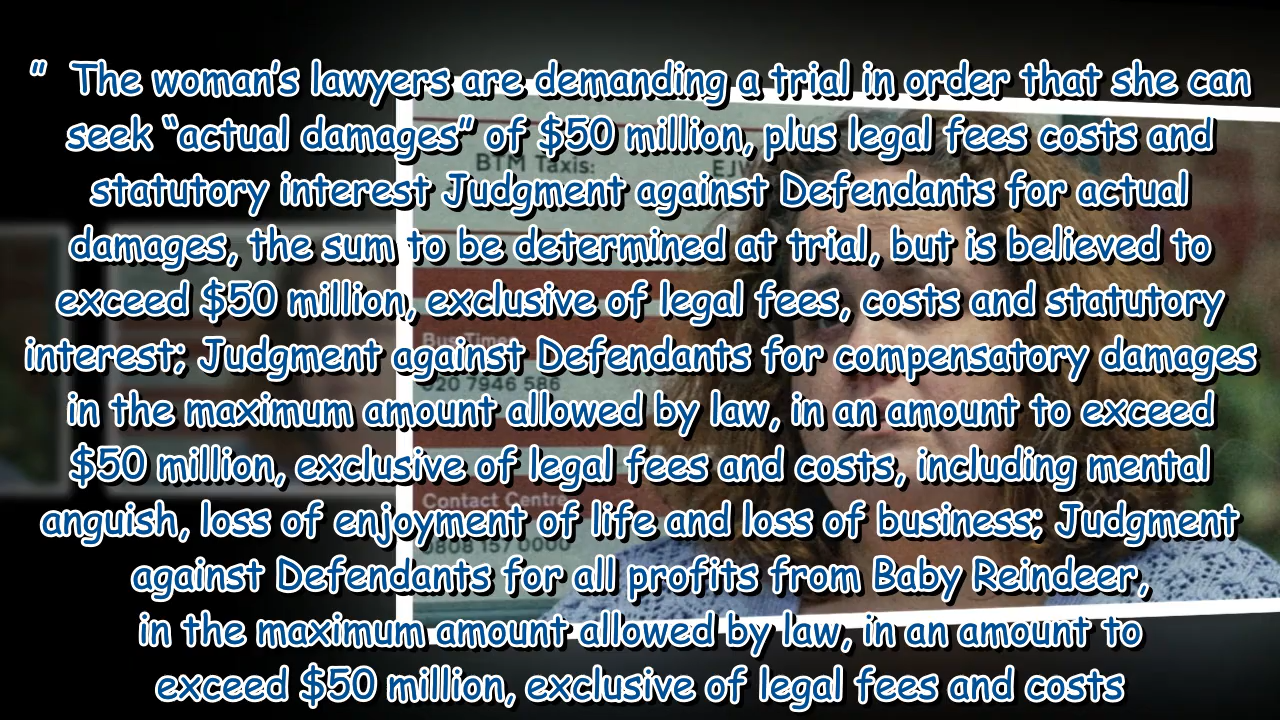 ” The woman’s lawyers are demanding a trial in order that she can
seek “actual damages” of $50 million, plus legal fees costs and
statutory interest Judgment against Defendants for actual
damages, the sum to be determined at trial, but is believed to
exceed $50 million, exclusive of legal fees, costs and statutory
interest; Judgment against Defendants for compensatory damages
in the maximum amount allowed by law, in an amount to exceed
$50 million, exclusive of legal fees and costs, including mental
anguish, loss of enjoyment of life and loss of business; Judgment
against Defendants for all profits from Baby Reindeer,
in the maximum amount allowed by law, in an amount to
exceed $50 million, exclusive of legal fees and costs
BTM Taxis:
Contact Centre